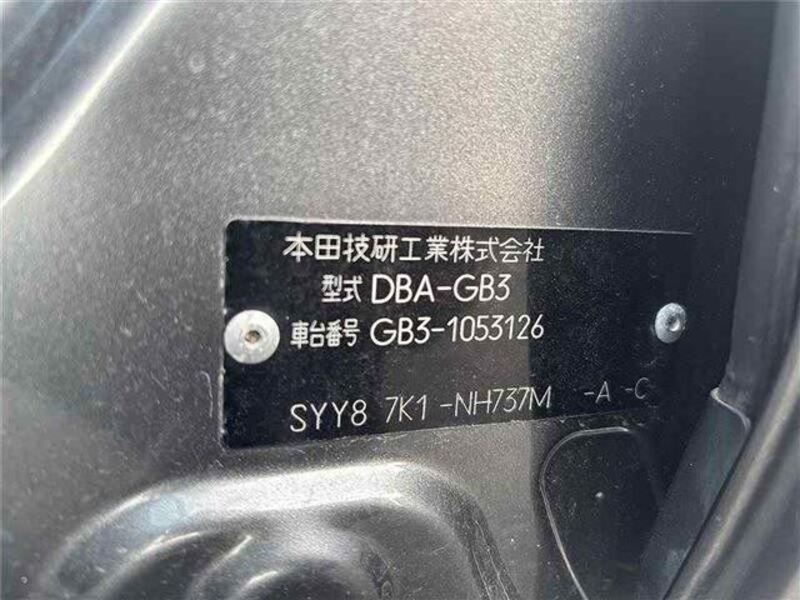 本田技研工業株式会社
型式 DBA-GB3
車台番号 GB3-1053126
SYY8 7K1 -NH737M -A -C